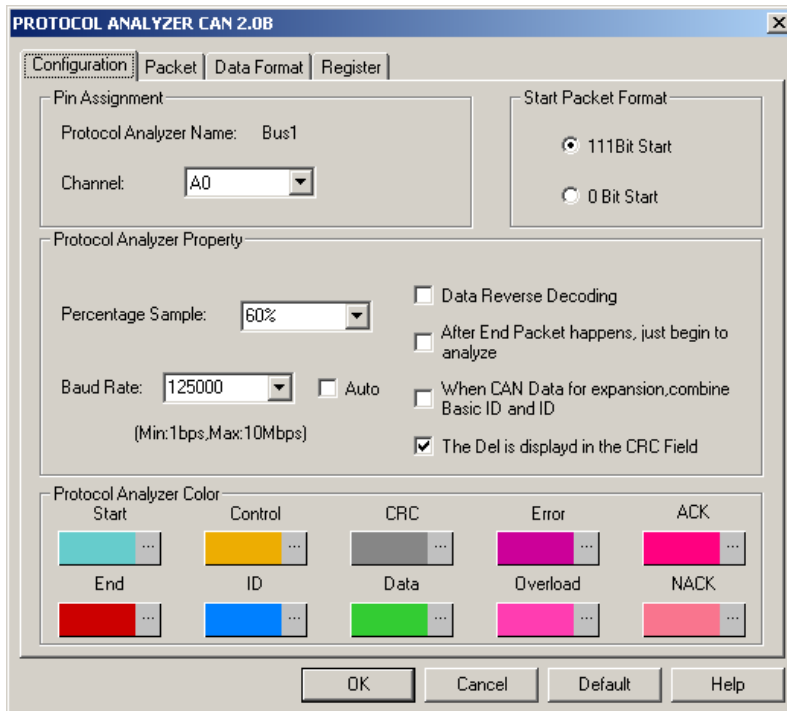 PROTOCOL ANALYZER CAN 2.0B
Configuration
Packet
Data Format
Register
Pin Assignment
Protocol Analyzer Name: Bus1
Channel: A0
Start Packet Format
111Bit Start
0 Bit Start
Protocol Analyzer Property
Percentage Sample: 60%
Baud Rate: 125000
Auto
(Min:1bps,Max:10Mbps)
Data Reverse Decoding
After End Packet happens, just begin to
analyze
When CAN Data for expansion,combine
Basic ID and ID
The Del is displayd in the CRC Field
Protocol Analyzer Color
Start
Control
CRC
Error
ACK
...
...
...
...
...
End
ID
Data
Overload
NACK
...
...
...
...
...
OK
Cancel
Default
Help